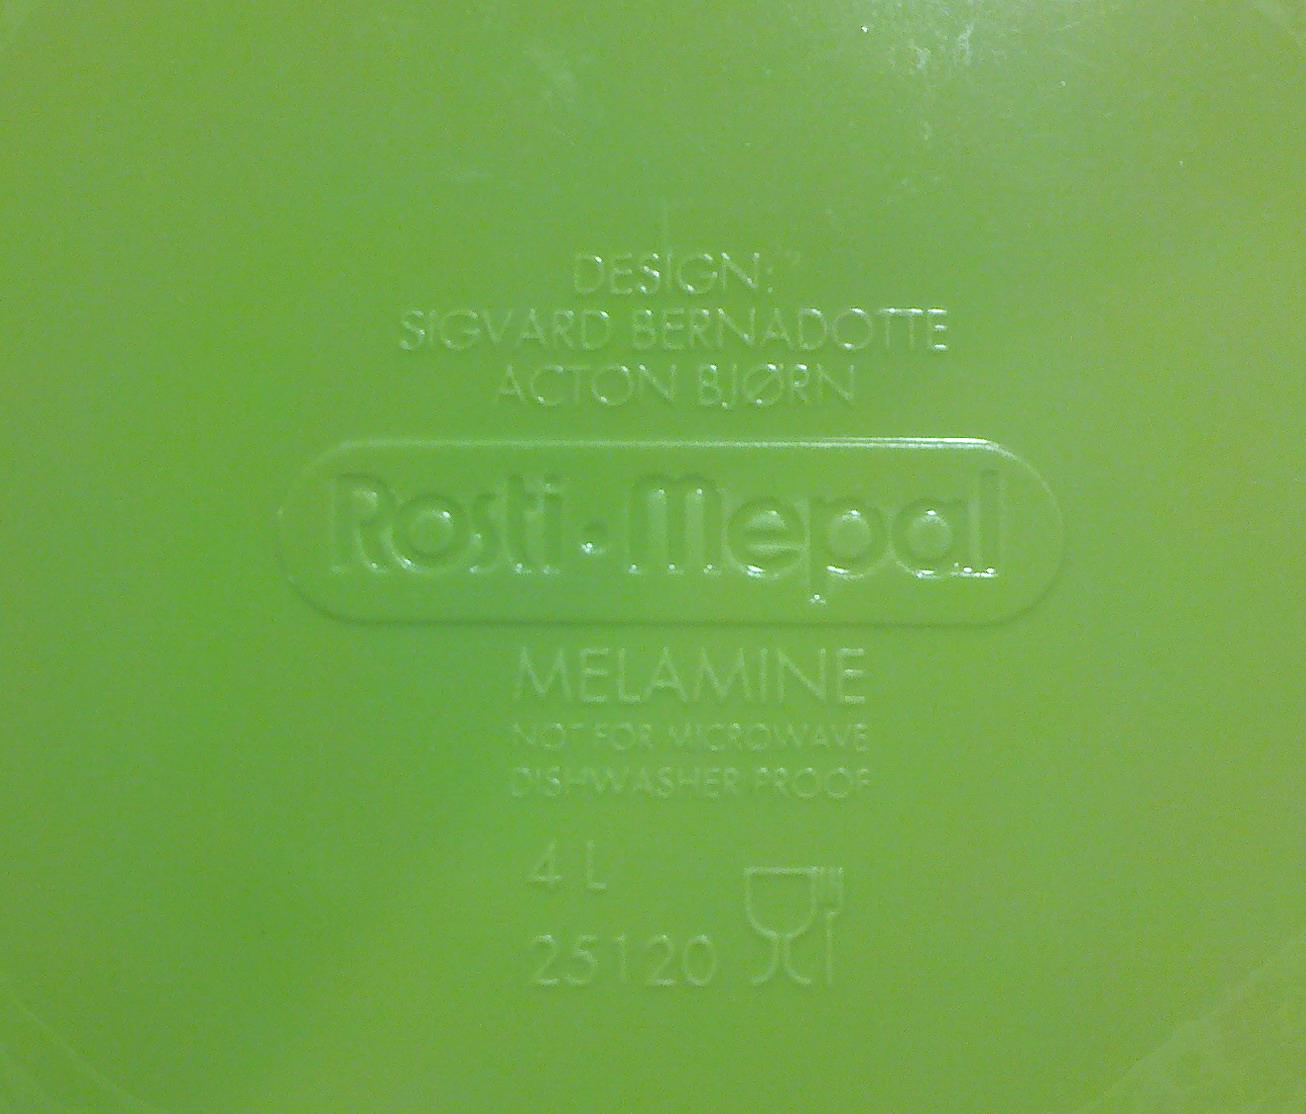 DESIGN:
SIGVARD BERNADOTTE
ACTON BJØRN
Rosti · Mepal
MELAMINE
NOT FOR MICROWAVE
DISHWASHER PROOF
4 L
25120